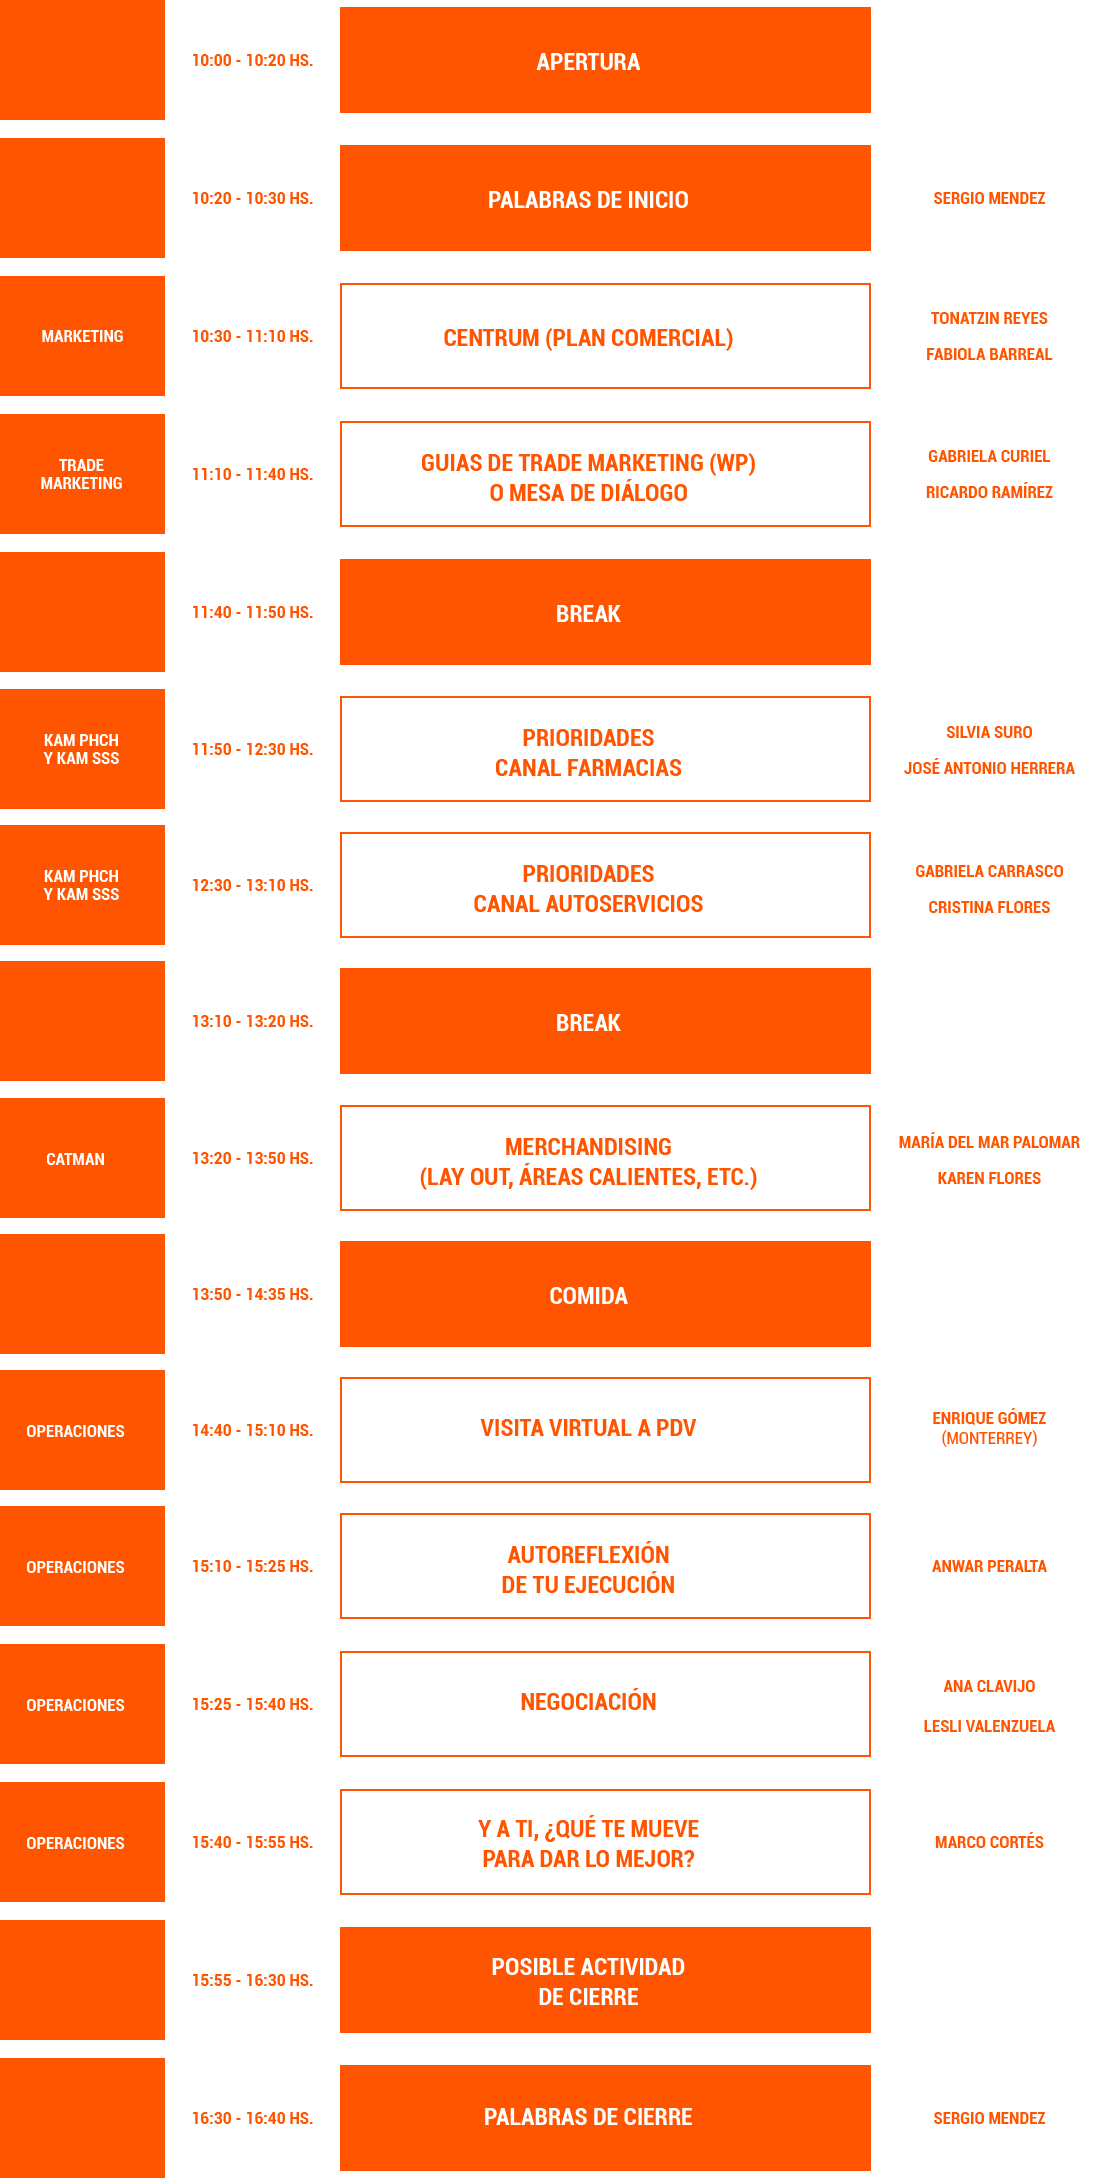 10:00 - 10:20 HS.
APERTURA
10:20 - 10:30 HS.
PALABRAS DE INICIO
SERGIO MENDEZ
MARKETING
10:30 - 11:10 HS.
CENTRUM (PLAN COMERCIAL)
TONATZIN REYES
FABIOLA BARREAL
TRADE
MARKETING
11:10 - 11:40 HS.
GUIAS DE TRADE MARKETING (WP)
O MESA DE DIÁLOGO
GABRIELA CURIEL
RICARDO RAMÍREZ
11:40 - 11:50 HS.
BREAK
KAM PHCH
Y KAM SSS
11:50 - 12:30 HS.
PRIORIDADES
CANAL FARMACIAS
SILVIA SURO
JOSÉ ANTONIO HERRERA
KAM PHCH
Y KAM SSS
12:30 - 13:10 HS.
PRIORIDADES
CANAL AUTOSERVICIOS
GABRIELA CARRASCO
CRISTINA FLORES
13:10 - 13:20 HS.
BREAK
CATMAN
13:20 - 13:50 HS.
MERCHANDISING
(LAY OUT, ÁREAS CALIENTES, ETC.)
MARÍA DEL MAR PALOMAR
KAREN FLORES
13:50 - 14:35 HS.
COMIDA
OPERACIONES
14:40 - 15:10 HS.
VISITA VIRTUAL A PDV
ENRIQUE GÓMEZ
(MONTERREY)
OPERACIONES
15:10 - 15:25 HS.
AUTOREFLEXIÓN
DE TU EJECUCIÓN
ANWAR PERALTA
OPERACIONES
15:25 - 15:40 HS.
NEGOCIACIÓN
ANA CLAVIJO
LESLI VALENZUELA
OPERACIONES
15:40 - 15:55 HS.
Y A TI, ¿QUÉ TE MUEVE
PARA DAR LO MEJOR?
MARCO CORTÉS
15:55 - 16:30 HS.
POSIBLE ACTIVIDAD
DE CIERRE
16:30 - 16:40 HS.
PALABRAS DE CIERRE
SERGIO MENDEZ